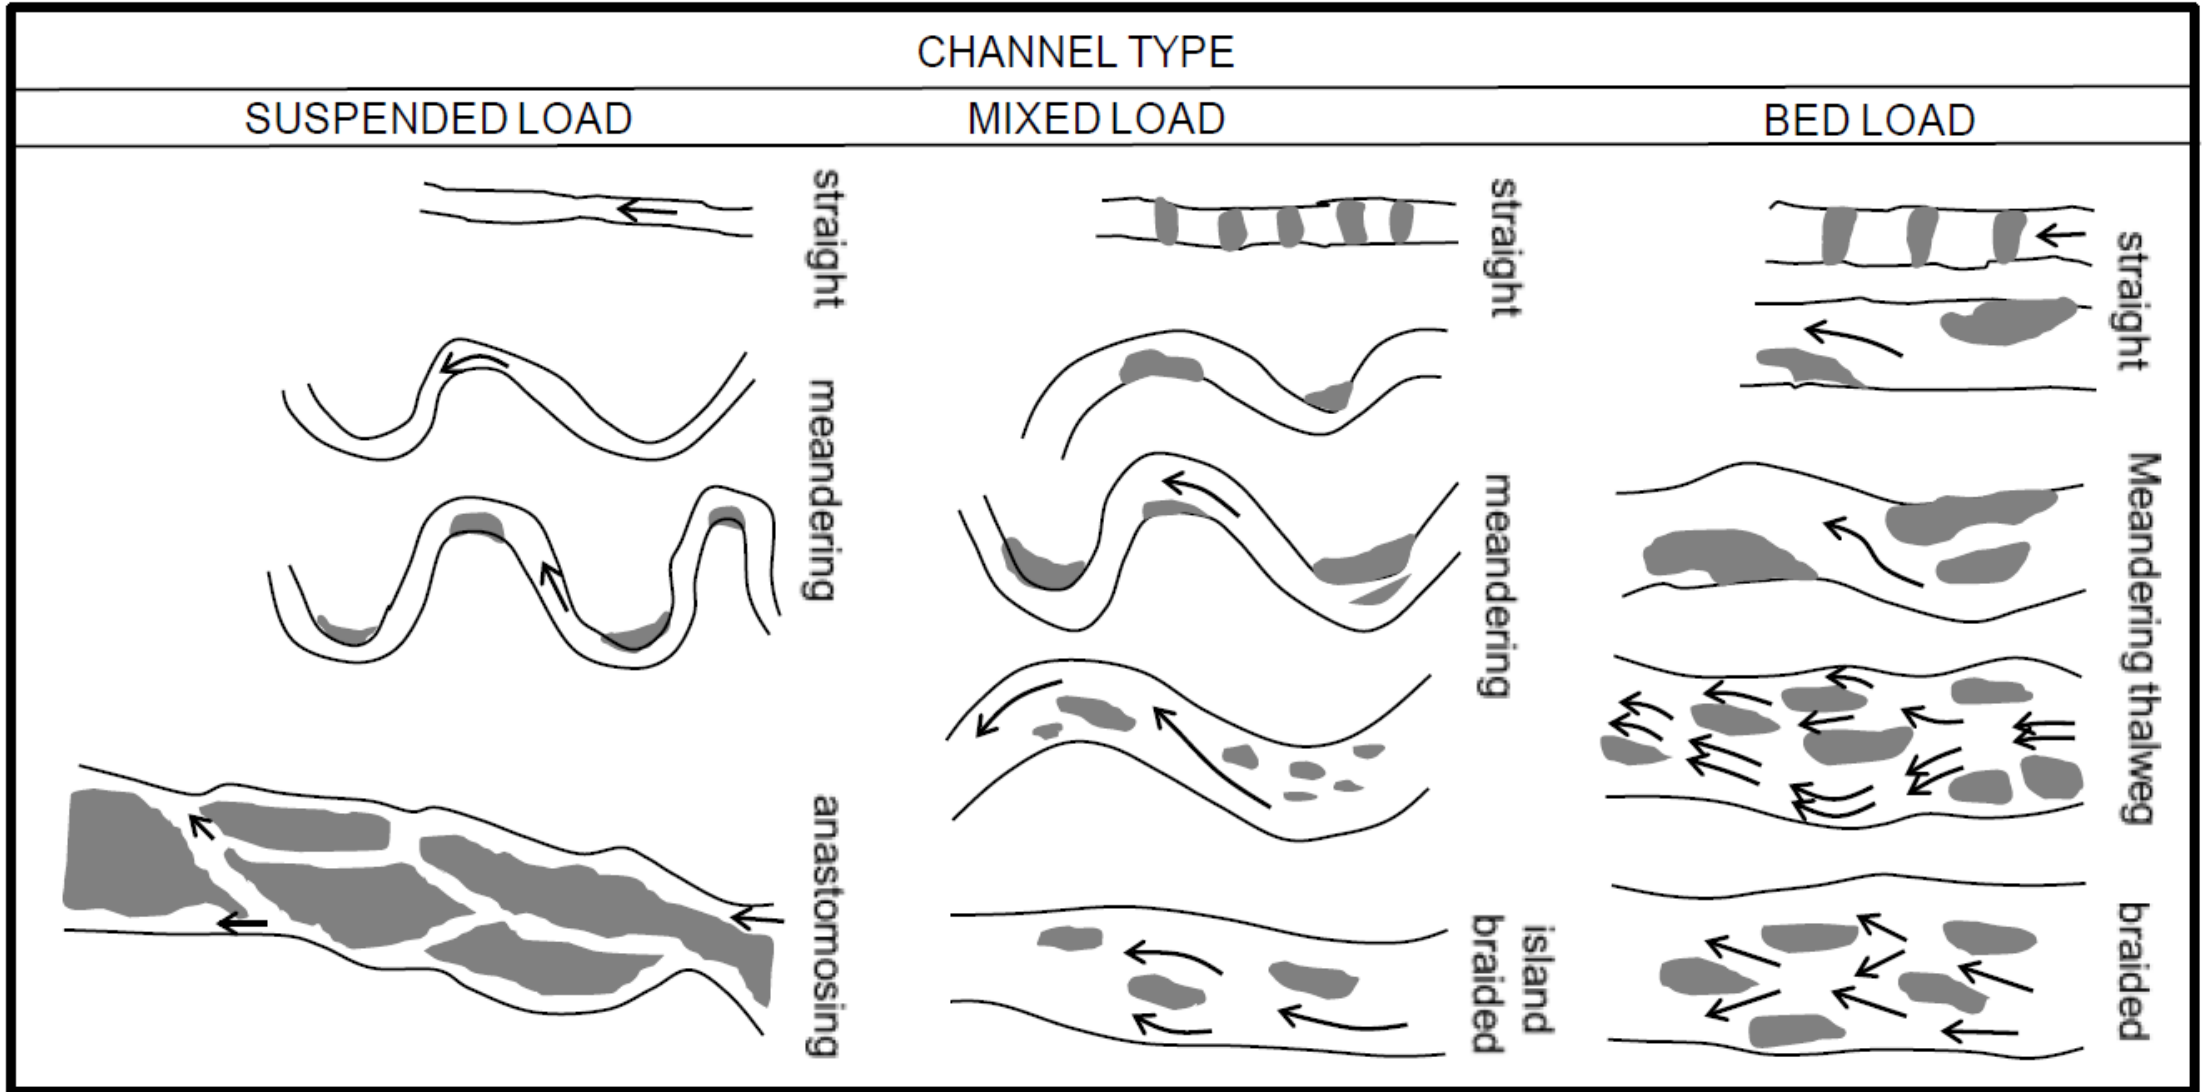 CHANNEL TYPE
SUSPENDED LOAD
MIXED LOAD
BED LOAD
straight
meandering
anastomosing
straight
meandering
island
braided
straight
Meandering thalweg
braided